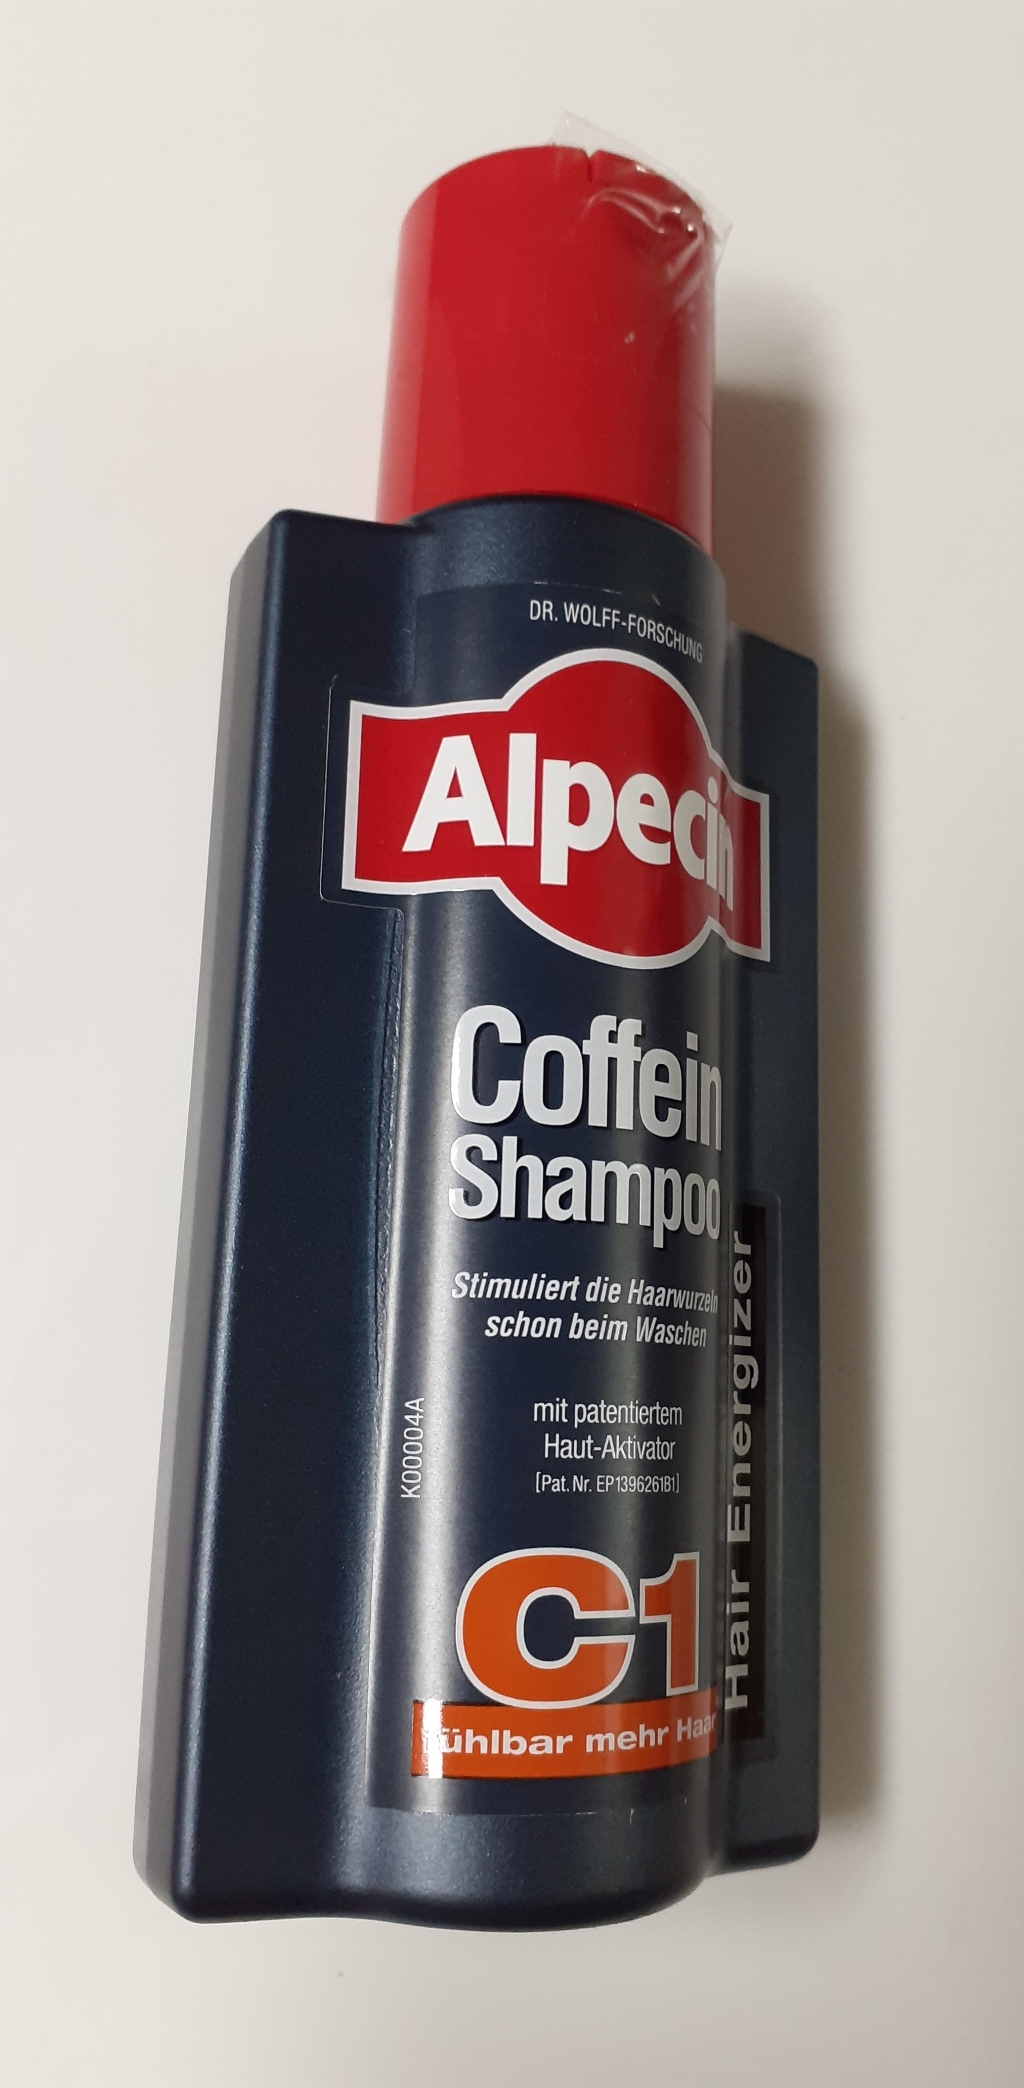 DR. WOLFF-FORSCHUNG
Alpecin
Coffein
Shampoo
Stimuliert die Haarwurzeln
schon beim Waschen
mit patentiertem
Haut-Aktivator
[Pat. Nr. EP1396261B1]
K00004A
Hair Energizer
C1
fühlbar mehr Haar